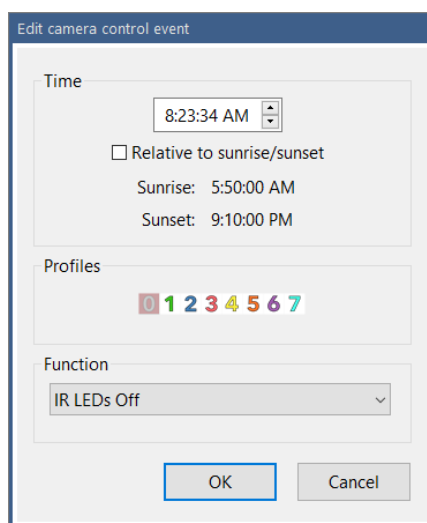 Edit camera control event
Time
8:23:34 AM
Relative to sunrise/sunset
Sunrise: 5:50:00 AM
Sunset: 9:10:00 PM
Profiles
0 1 2 3 4 5 6 7
Function
IR LEDs Off
OK Cancel